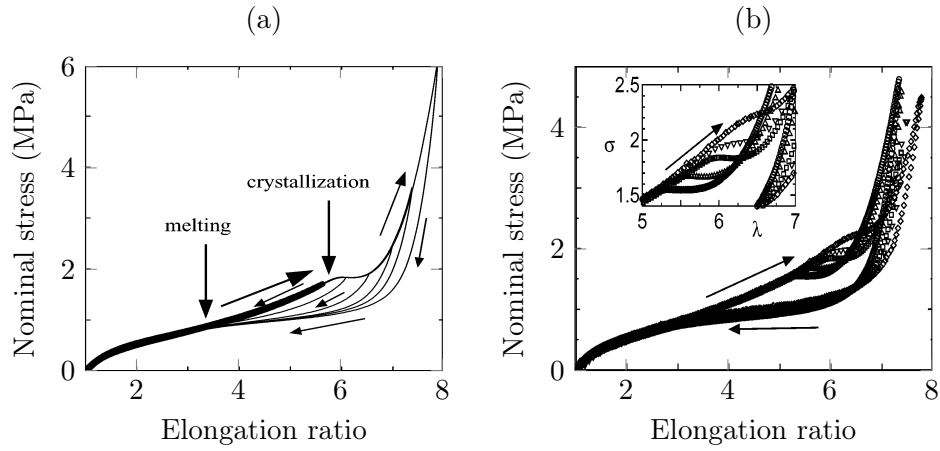 (a)
(b)
Nominal stress (MPa)
6
4
2
0
melting
crystallization
2
4
6
8
Elongation ratio
Nominal stress (MPa)
4
2
0
σ
2.5
2
1.5
5
6
7
λ
2
4
6
8
Elongation ratio